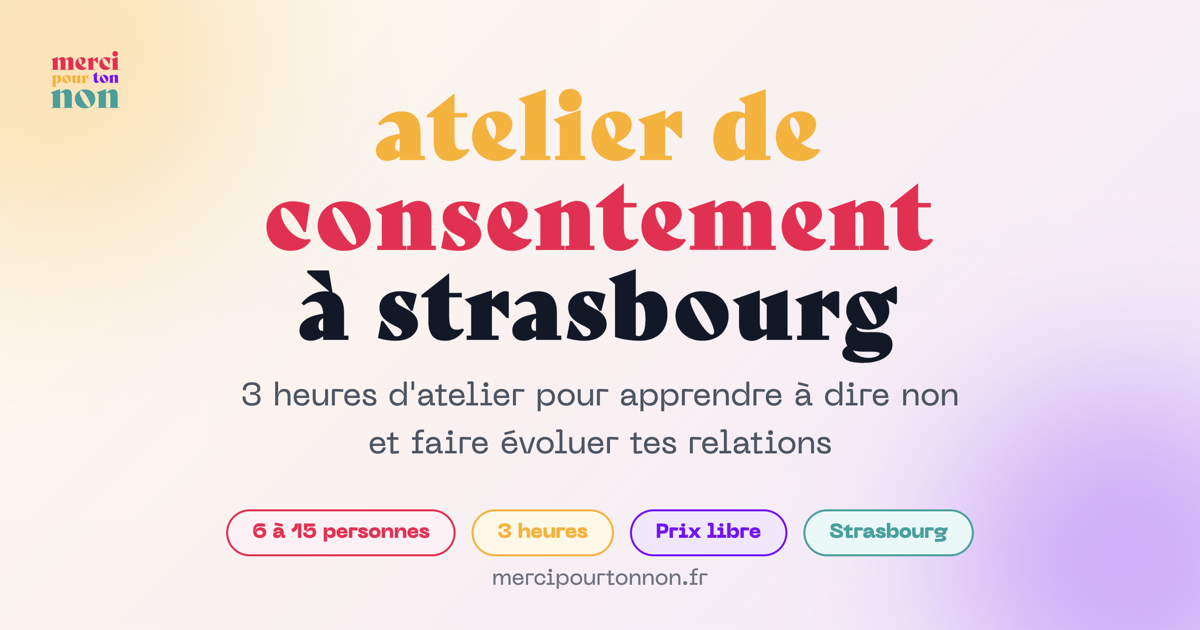 merci
pour ton
non
atelier de
consentement
à strasbourg
3 heures d'atelier pour apprendre à dire non
et faire évoluer tes relations
6 à 15 personnes
3 heures
Prix libre
Strasbourg
mercipourtonnon.fr